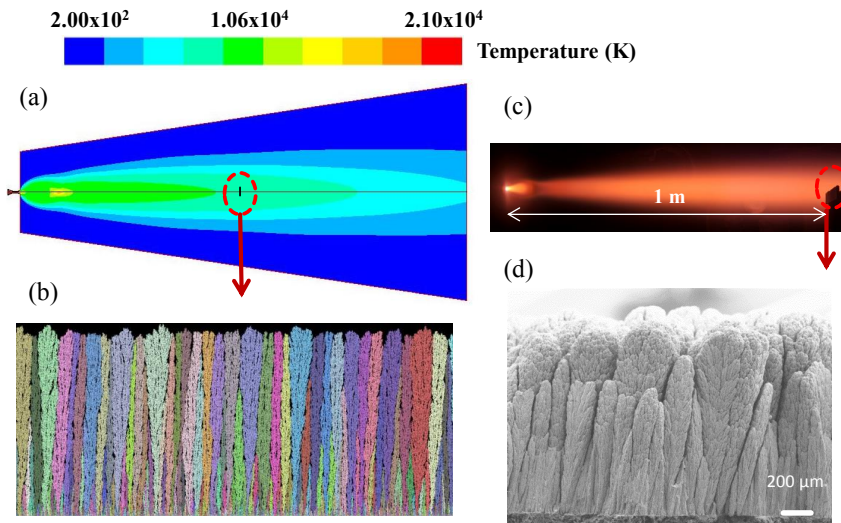 2.00x10² 1.06x10⁴ 2.10x10⁴
Temperature (K)
(a)
(c)
1 m
(b)
(d)
200 µm